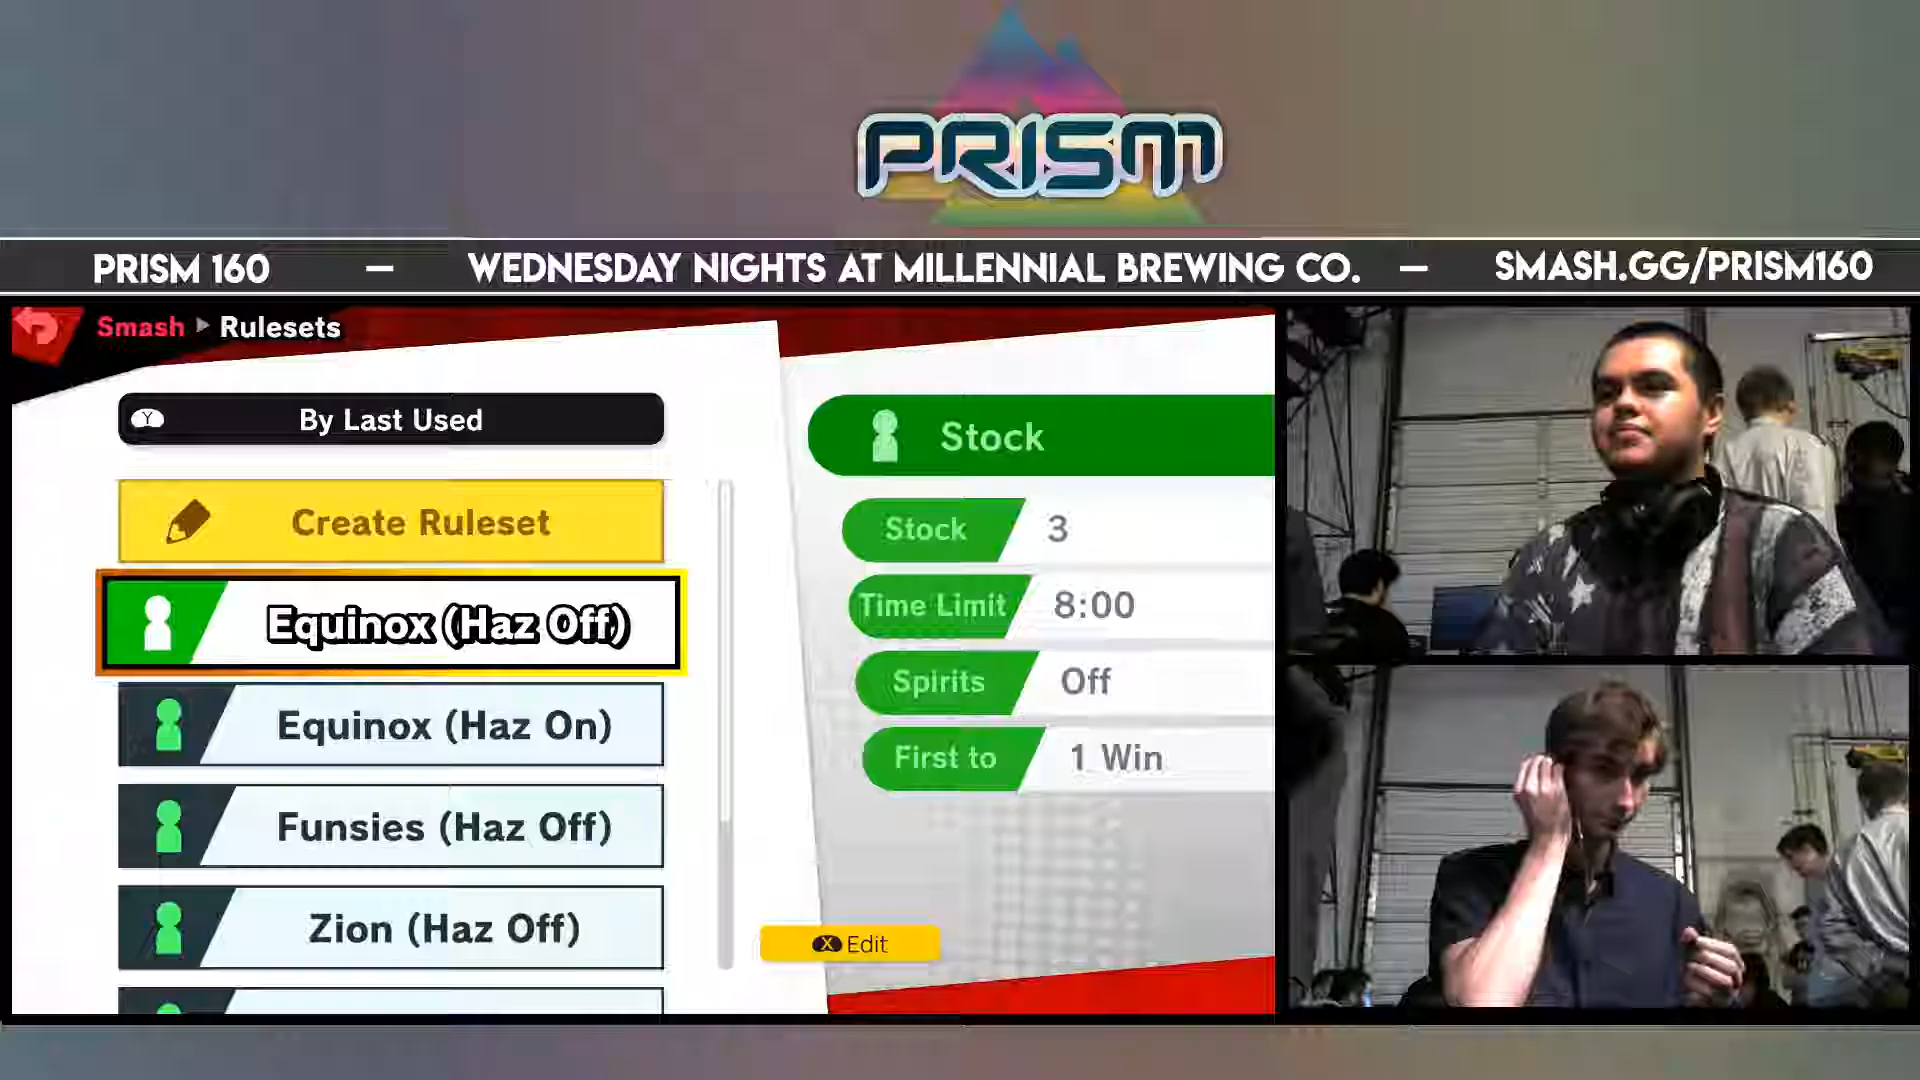 PRISM
PRISM 160 — WEDNESDAY NIGHTS AT MILLENNIAL BREWING CO. — SMASH.GG/PRISM160
Smash ▸ Rulesets
Y By Last Used
Create Ruleset
Equinox (Haz Off)
Equinox (Haz On)
Funsies (Haz Off)
Zion (Haz Off)
Stock
Stock 3
Time Limit 8:00
Spirits Off
First to 1 Win
X Edit